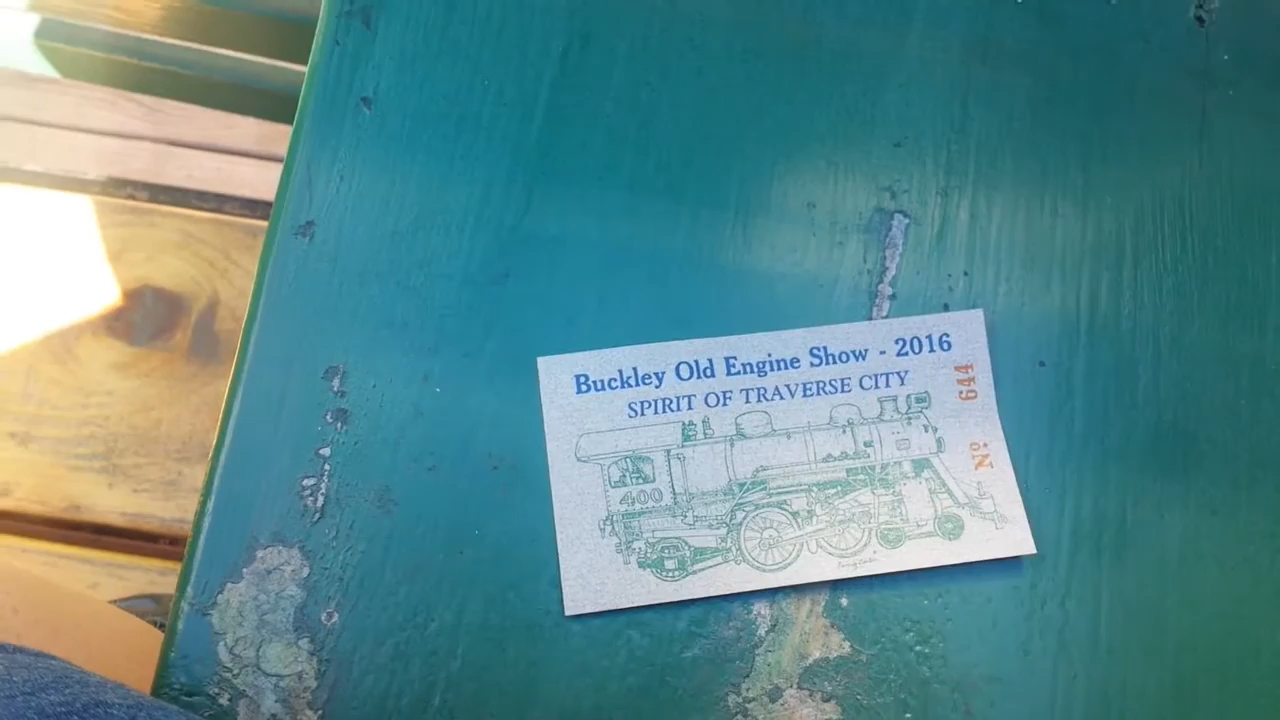 Buckley Old Engine Show - 2016
SPIRIT OF TRAVERSE CITY
400
Nº 644